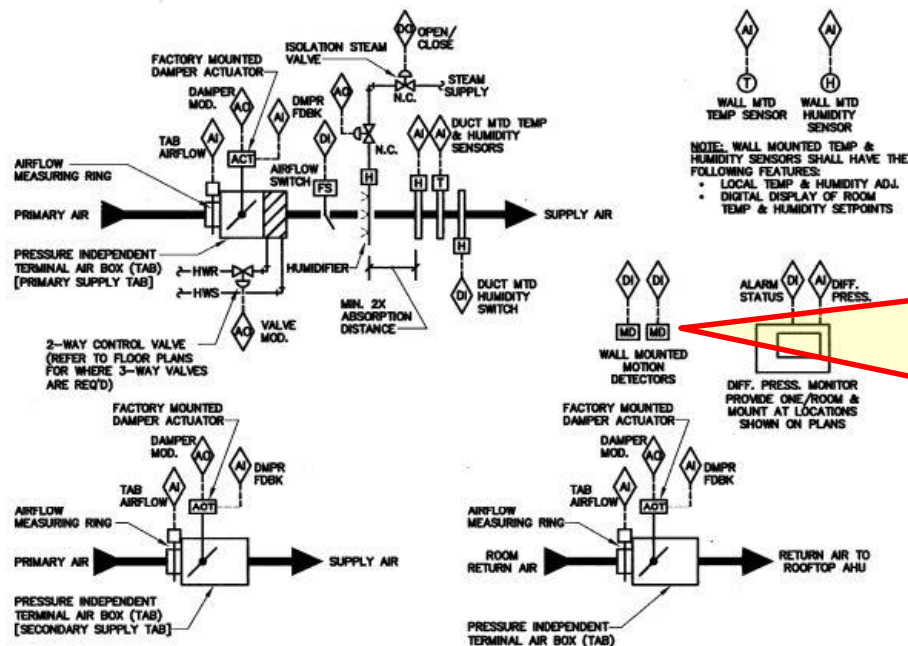 DO
OPEN/
CLOSE
ISOLATION STEAM
VALVE
STEAM
SUPPLY
N.C.
FACTORY MOUNTED
DAMPER ACTUATOR
DAMPER
MOD.
AO
AI
DMPR
FDBK
AO
TAB
AIRFLOW
AI
ACT
AIRFLOW
SWITCH
DI
FS
N.C.
DUCT MTD TEMP
& HUMIDITY
SENSORS
AI
AI
H
H
T
AIRFLOW
MEASURING RING
PRIMARY AIR
SUPPLY AIR
PRESSURE INDEPENDENT
TERMINAL AIR BOX (TAB)
[PRIMARY SUPPLY TAB]
HWR
HWS
HUMIDIFIER
H
DI
DUCT MTD
HUMIDITY
SWITCH
MIN. 2X
ABSORPTION
DISTANCE
AO
VALVE
MOD.
2-WAY CONTROL VALVE
(REFER TO FLOOR PLANS
FOR WHERE 3-WAY VALVES
ARE REQ'D)
AI
AI
T
H
WALL MTD
TEMP SENSOR
WALL MTD
HUMIDITY
SENSOR
NOTE: WALL MOUNTED TEMP &
HUMIDITY SENSORS SHALL HAVE THE
FOLLOWING FEATURES:
• LOCAL TEMP & HUMIDITY ADJ.
• DIGITAL DISPLAY OF ROOM
TEMP & HUMIDITY SETPOINTS
DI
DI
MD
MD
WALL MOUNTED
MOTION
DETECTORS
ALARM
STATUS
DI
AI
DIFF.
PRESS.
DIFF. PRESS. MONITOR
PROVIDE ONE/ROOM &
MOUNT AT LOCATIONS
SHOWN ON PLANS
FACTORY MOUNTED
DAMPER ACTUATOR
DAMPER
MOD.
AO
AI
DMPR
FDBK
TAB
AIRFLOW
AI
ACT
AIRFLOW
MEASURING RING
PRIMARY AIR
SUPPLY AIR
PRESSURE INDEPENDENT
TERMINAL AIR BOX (TAB)
[SECONDARY SUPPLY TAB]
FACTORY MOUNTED
DAMPER ACTUATOR
DAMPER
MOD.
AO
AI
DMPR
FDBK
TAB
AIRFLOW
AI
ACT
AIRFLOW
MEASURING RING
ROOM
RETURN AIR
RETURN AIR TO
ROOFTOP AHU
PRESSURE INDEPENDENT
TERMINAL AIR BOX (TAB)